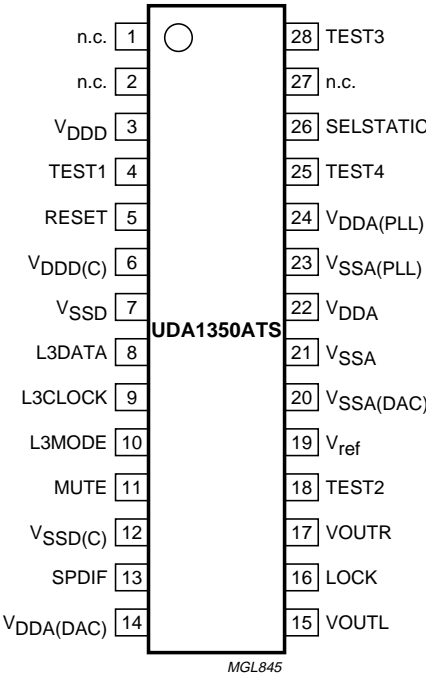 n.c. 1 28 TEST3
n.c. 2 27 n.c.
VDDD 3 26 SELSTATIC
TEST1 4 25 TEST4
RESET 5 24 VDDA(PLL)
VDDD(C) 6 23 VSSA(PLL)
VSSD 7 22 VDDA
UDA1350ATS
L3DATA 8 21 VSSA
L3CLOCK 9 20 VSSA(DAC)
L3MODE 10 19 Vref
MUTE 11 18 TEST2
VSSD(C) 12 17 VOUTR
SPDIF 13 16 LOCK
VDDA(DAC) 14 15 VOUTL
MGL845